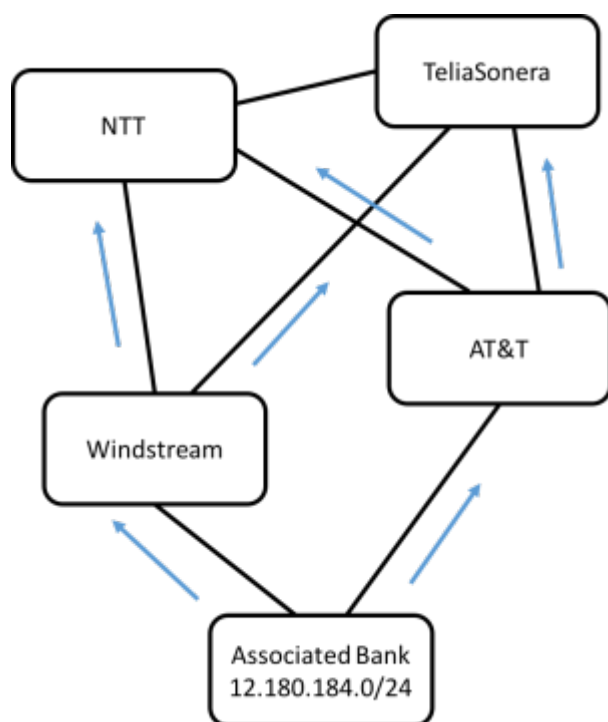 TeliaSonera
NTT
AT&T
Windstream
Associated Bank
12.180.184.0/24